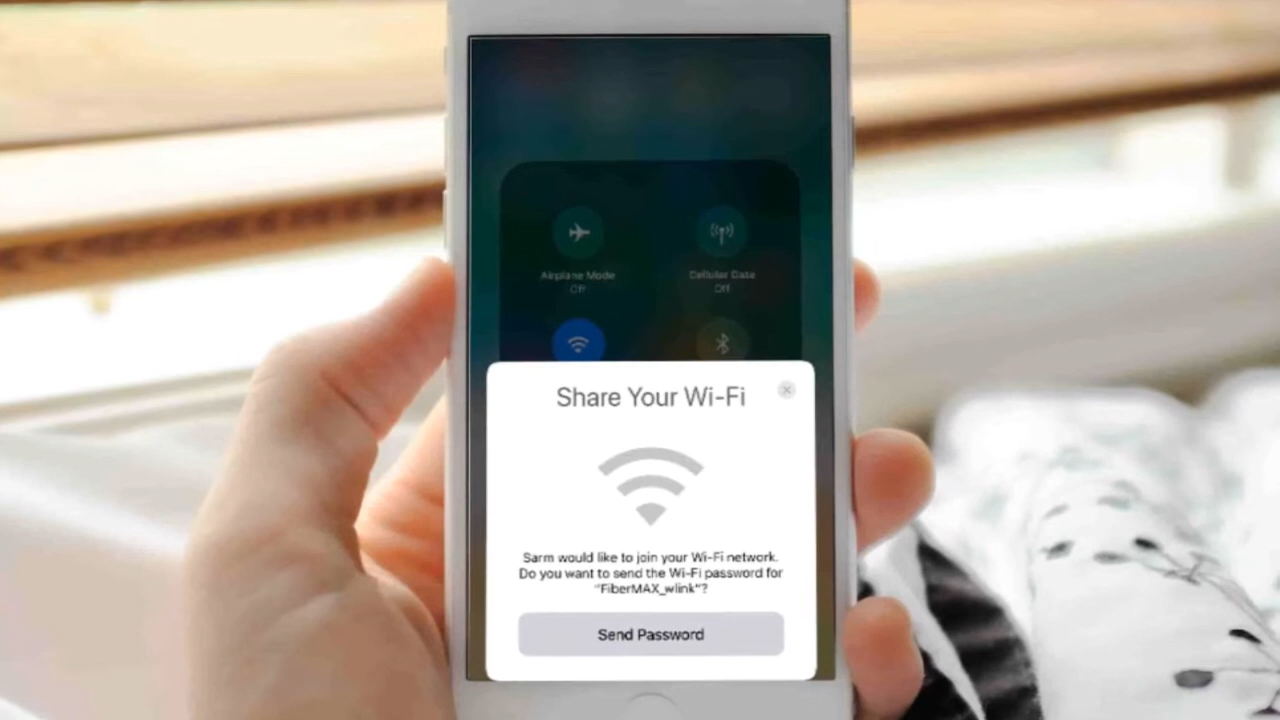 Airplane Mode
Off
Cellular Data
Off
Share Your Wi-Fi
Sarm would like to join your Wi-Fi network.
Do you want to send the Wi-Fi password for
"FiberMAX_wlink"?
Send Password